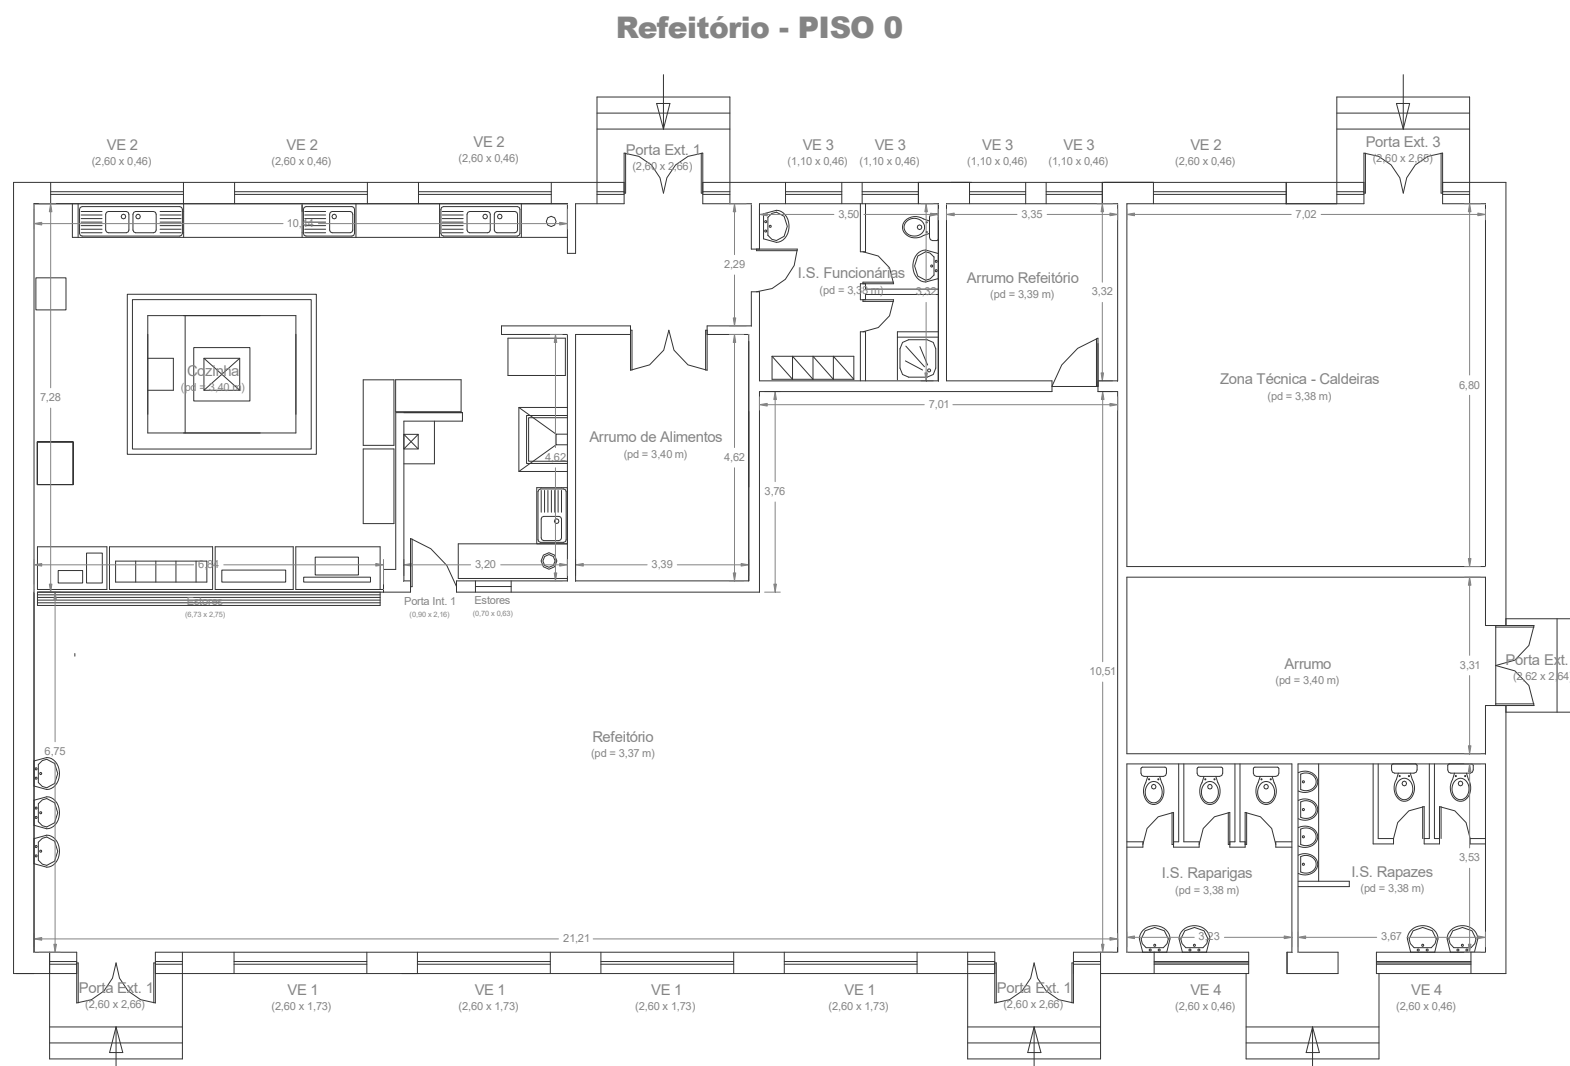 Refeitório - PISO 0
VE 2
(2,60 x 0,46)
VE 2
(2,60 x 0,46)
VE 2
(2,60 x 0,46)
Porta Ext. 1
(2,60 x 2,66)
VE 3
(1,10 x 0,46)
VE 3
(1,10 x 0,46)
VE 3
(1,10 x 0,46)
VE 3
(1,10 x 0,46)
VE 2
(2,60 x 0,46)
Porta Ext. 3
(2,60 x 2,65)
3,50
3,35
7,02
2,29
I.S. Funcionárias
(pd = 3,38 m)
3,32
Arrumo Refeitório
(pd = 3,39 m)
3,32
Cozinha
(pd = 3,40 m)
7,28
Zona Técnica - Caldeiras
(pd = 3,38 m)
6,80
7,01
Arrumo de Alimentos
(pd = 3,40 m)
4,62
4,62
3,76
6,84
3,20
3,39
Estores
(6,73 x 2,75)
Porta Int. 1
(0,90 x 2,16)
Estores
(0,70 x 0,63)
10,51
Arrumo
(pd = 3,40 m)
3,31
Porta Ext.
(2,62 x 2,64
Refeitório
(pd = 3,37 m)
6,75
I.S. Raparigas
(pd = 3,38 m)
I.S. Rapazes
(pd = 3,38 m)
3,53
21,21
3,23
3,67
Porta Ext. 1
(2,60 x 2,66)
VE 1
(2,60 x 1,73)
VE 1
(2,60 x 1,73)
VE 1
(2,60 x 1,73)
VE 1
(2,60 x 1,73)
Porta Ext. 1
(2,60 x 2,66)
VE 4
(2,60 x 0,46)
VE 4
(2,60 x 0,46)